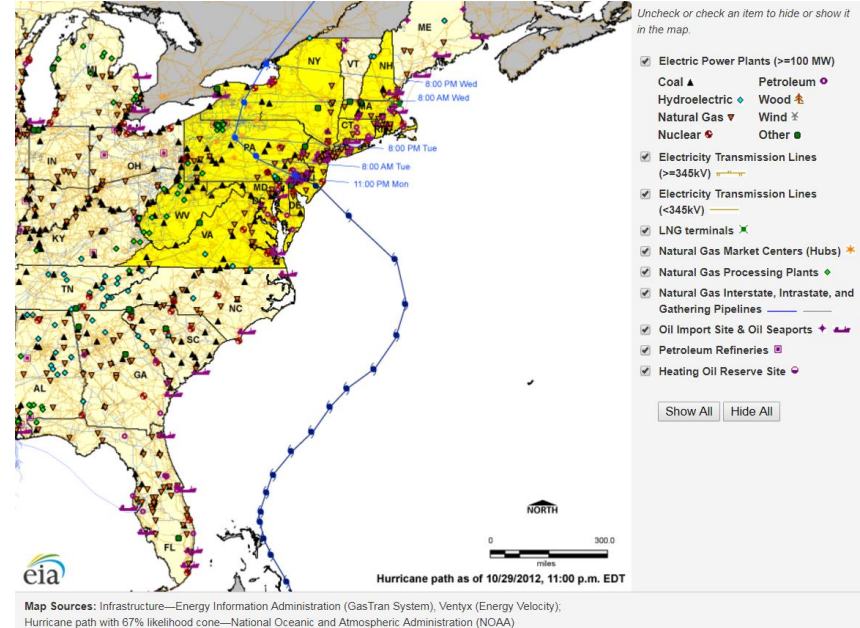 Uncheck or check an item to hide or show it
in the map.
Electric Power Plants (>=100 MW)
Coal Petroleum
Hydroelectric Wood
Natural Gas Wind
Nuclear Other
Electricity Transmission Lines
(>=345kV)
Electricity Transmission Lines
(<345kV)
LNG terminals
Natural Gas Market Centers (Hubs)
Natural Gas Processing Plants
Natural Gas Interstate, Intrastate, and
Gathering Pipelines
Oil Import Site & Oil Seaports
Petroleum Refineries
Heating Oil Reserve Site
Show All Hide All
ME
NY VT NH
MI
8:00 PM Wed
8:00 AM Wed
MA
CT
8:00 PM Tue
PA
IN OH
8:00 AM Tue
11:00 PM Mon
MD
DC DE
WV
VA
KY
TN
NC
SC
AL GA
FL
NORTH
0 300.0
miles
eia
Hurricane path as of 10/29/2012, 11:00 p.m. EDT
Map Sources: Infrastructure—Energy Information Administration (GasTran System), Ventyx (Energy Velocity);
Hurricane path with 67% likelihood cone—National Oceanic and Atmospheric Administration (NOAA)